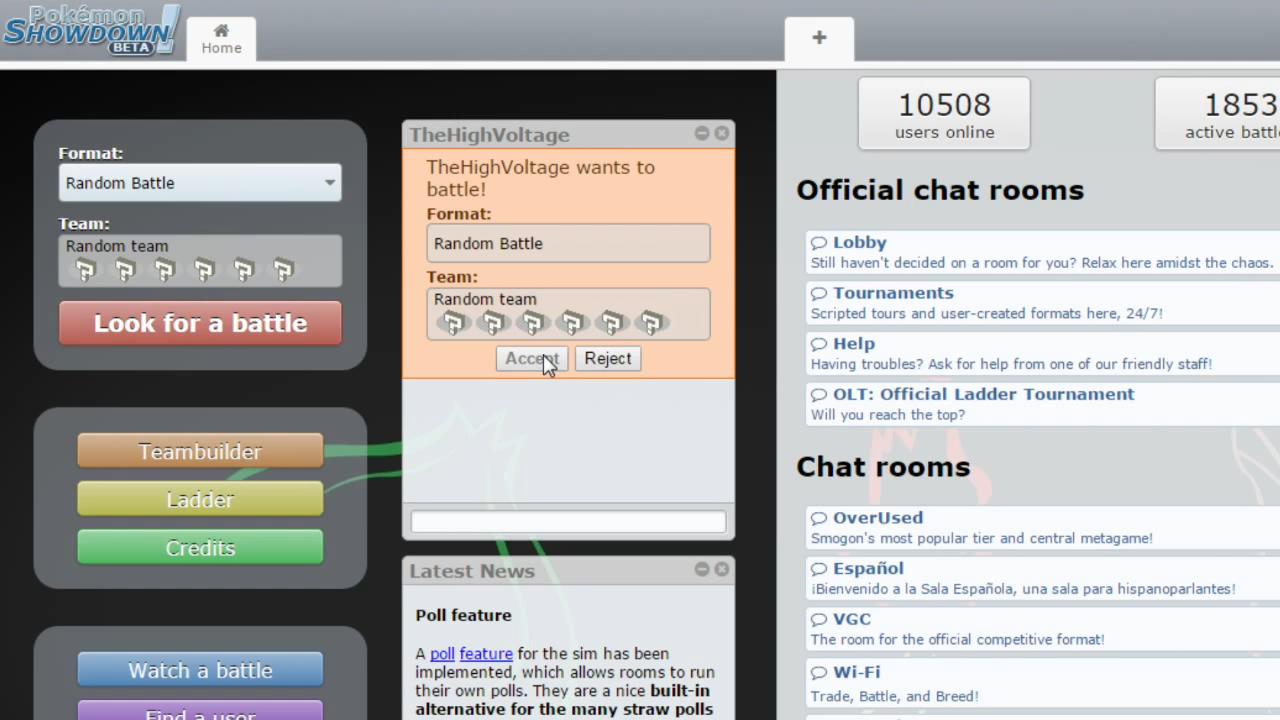 Pokémon
SHOWDOWN!
BETA
Home
+
Format:
Random Battle
Team:
Random team
Look for a battle
Teambuilder
Ladder
Credits
Watch a battle
Find a user
TheHighVoltage
TheHighVoltage wants to
battle!
Format:
Random Battle
Team:
Random team
Accept
Reject
Latest News
Poll feature
A poll feature for the sim has been
implemented, which allows rooms to run
their own polls. They are a nice built-in
alternative for the many straw polls
10508
users online
1853
active battle
Official chat rooms
Lobby
Still haven't decided on a room for you? Relax here amidst the chaos.
Tournaments
Scripted tours and user-created formats here, 24/7!
Help
Having troubles? Ask for help from one of our friendly staff!
OLT: Official Ladder Tournament
Will you reach the top?
Chat rooms
OverUsed
Smogon's most popular tier and central metagame!
Español
¡Bienvenido a la Sala Española, una sala para hispanoparlantes!
VGC
The room for the official competitive format!
Wi-Fi
Trade, Battle, and Breed!